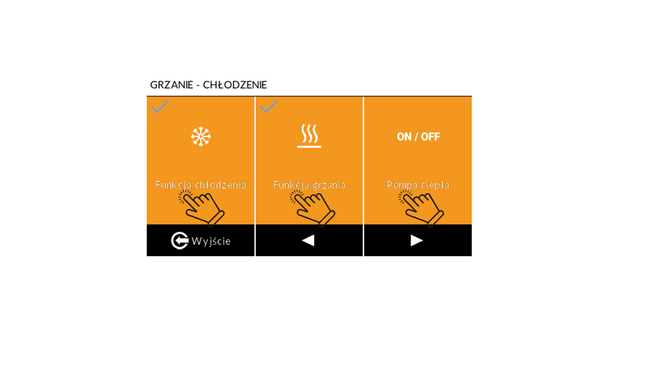 GRZANIE - CHŁODZENIE
ON / OFF
Funkcja chłodzenia
Funkcja grzania
Pompa ciepła
Wyjście